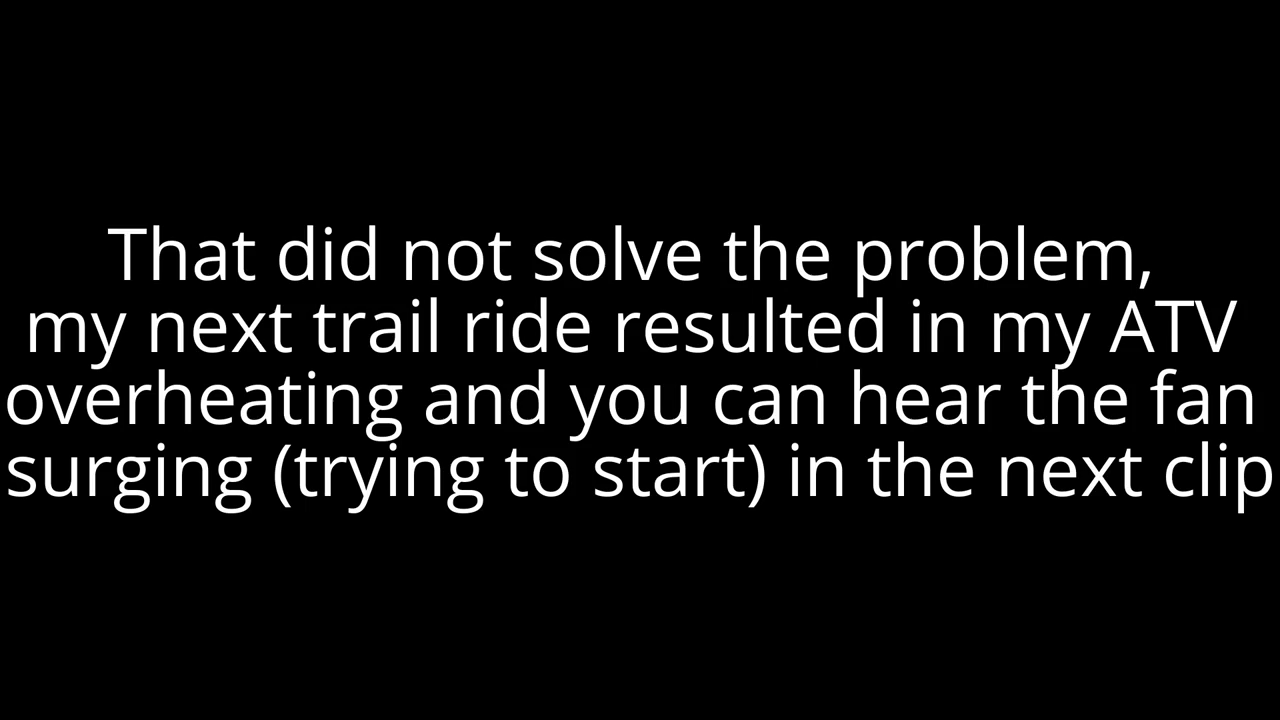 That did not solve the problem,
my next trail ride resulted in my ATV
overheating and you can hear the fan
surging (trying to start) in the next clip